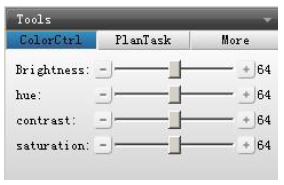 Tools
ColorCtrl PlanTask More
Brightness: - + 64
hue: - + 64
contrast: - + 64
saturation: - + 64